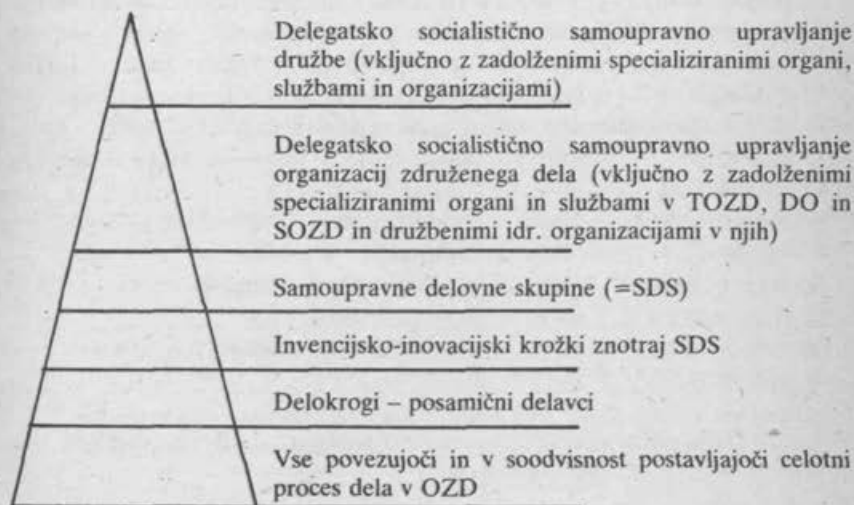 Delegatsko socialistično samoupravno upravljanje
družbe (vključno z zadolženimi specializiranimi organi,
službami in organizacijami)
Delegatsko socialistično samoupravno upravljanje
organizacij združenega dela (vključno z zadolženimi
specializiranimi organi in službami v TOZD, DO in
SOZD in družbenimi idr. organizacijami v njih)
Samoupravne delovne skupine (=SDS)
Invencijsko-inovacijski krožki znotraj SDS
Delokrogi – posamični delavci
Vse povezujoči in v soodvisnost postavljajoči celotni
proces dela v OZD